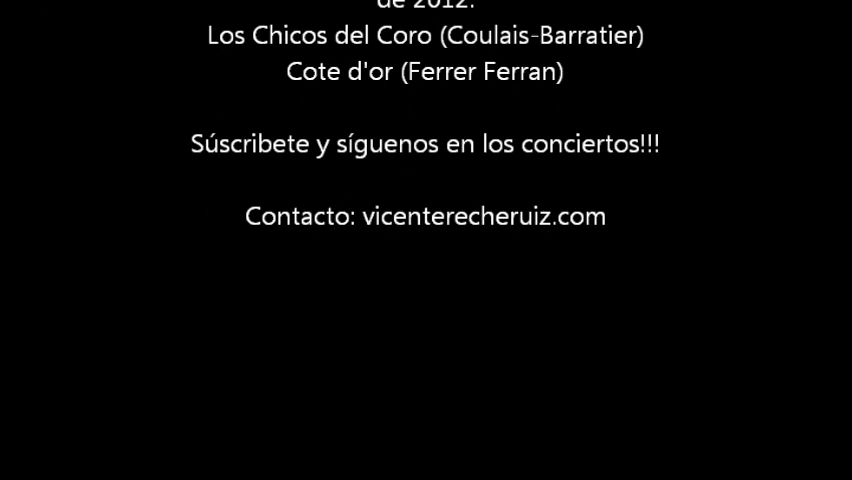 de 2012.
Los Chicos del Coro (Coulais-Barratier)
Cote d'or (Ferrer Ferran)
Súscribete y síguenos en los conciertos!!!
Contacto: vicenterecheruiz.com